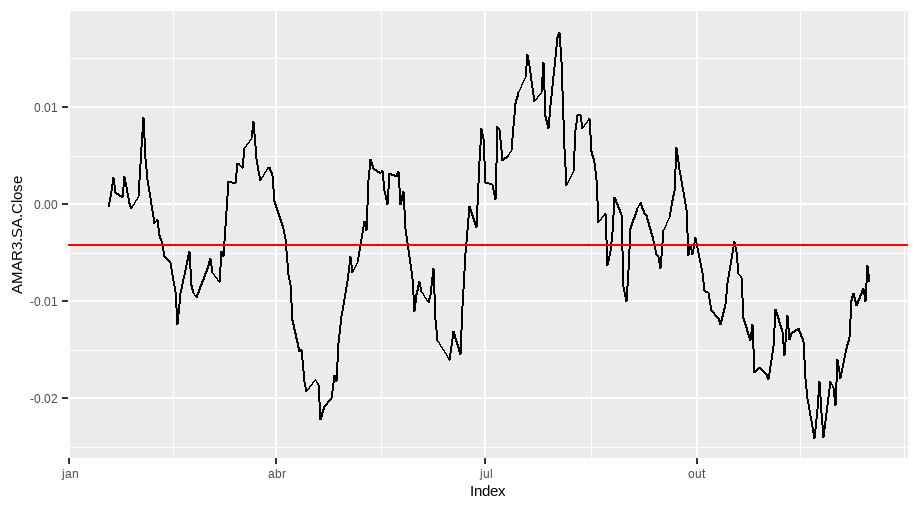 AMAR3.SA.Close
0.01
0.00
-0.01
-0.02
jan
abr
jul
out
Index